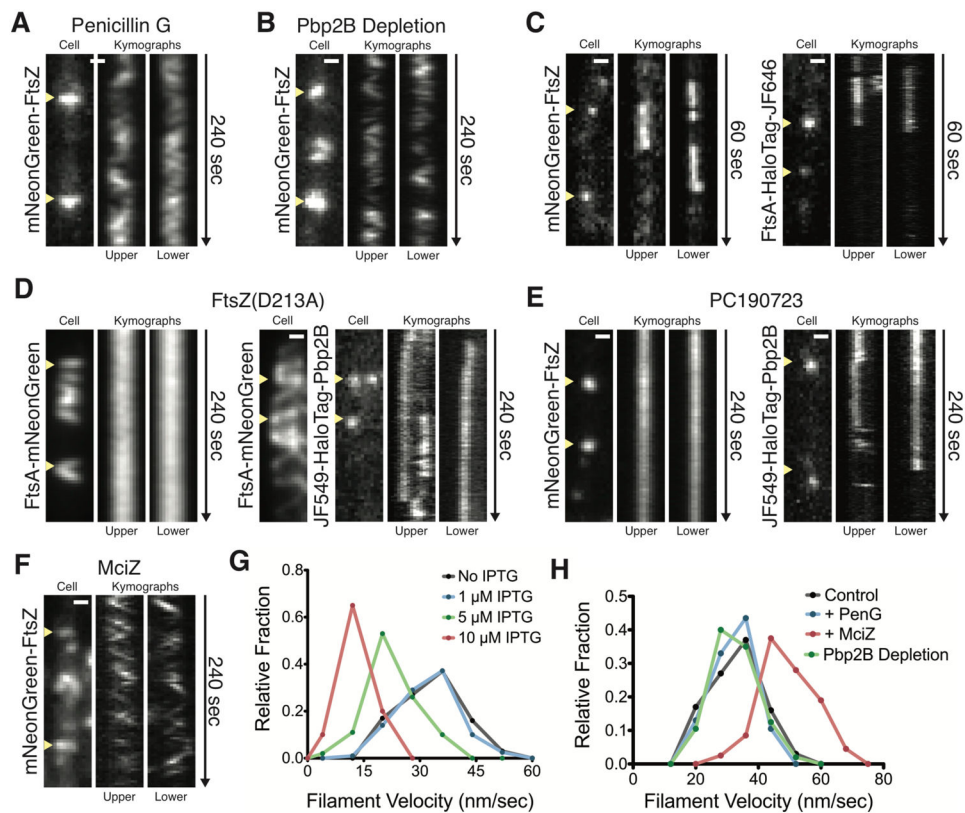 A
Penicillin G
Cell
Kymographs
mNeonGreen-FtsZ
240 sec
Upper
Lower
B
Pbp2B Depletion
Cell
Kymographs
mNeonGreen-FtsZ
240 sec
Upper
Lower
C
Cell
Kymographs
mNeonGreen-FtsZ
60 sec
Upper
Lower
Cell
Kymographs
FtsA-HaloTag-JF646
60 sec
Upper
Lower
D
FtsZ(D213A)
Cell
Kymographs
FtsA-mNeonGreen
240 sec
Upper
Lower
Cell
Kymographs
FtsA-mNeonGreen
JF549-HaloTag-Pbp2B
240 sec
Upper
Lower
E
PC190723
Cell
Kymographs
mNeonGreen-FtsZ
240 sec
Upper
Lower
Cell
Kymographs
JF549-HaloTag-Pbp2B
240 sec
Upper
Lower
F
MciZ
Cell
Kymographs
mNeonGreen-FtsZ
240 sec
Upper
Lower
G
Relative Fraction
0.8
0.6
0.4
0.2
0.0
0
15
30
45
60
Filament Velocity (nm/sec)
No IPTG
1 µM IPTG
5 µM IPTG
10 µM IPTG
H
Relative Fraction
0.5
0.4
0.3
0.2
0.1
0.0
0
20
40
60
80
Filament Velocity (nm/sec)
Control
+ PenG
+ MciZ
Pbp2B Depletion